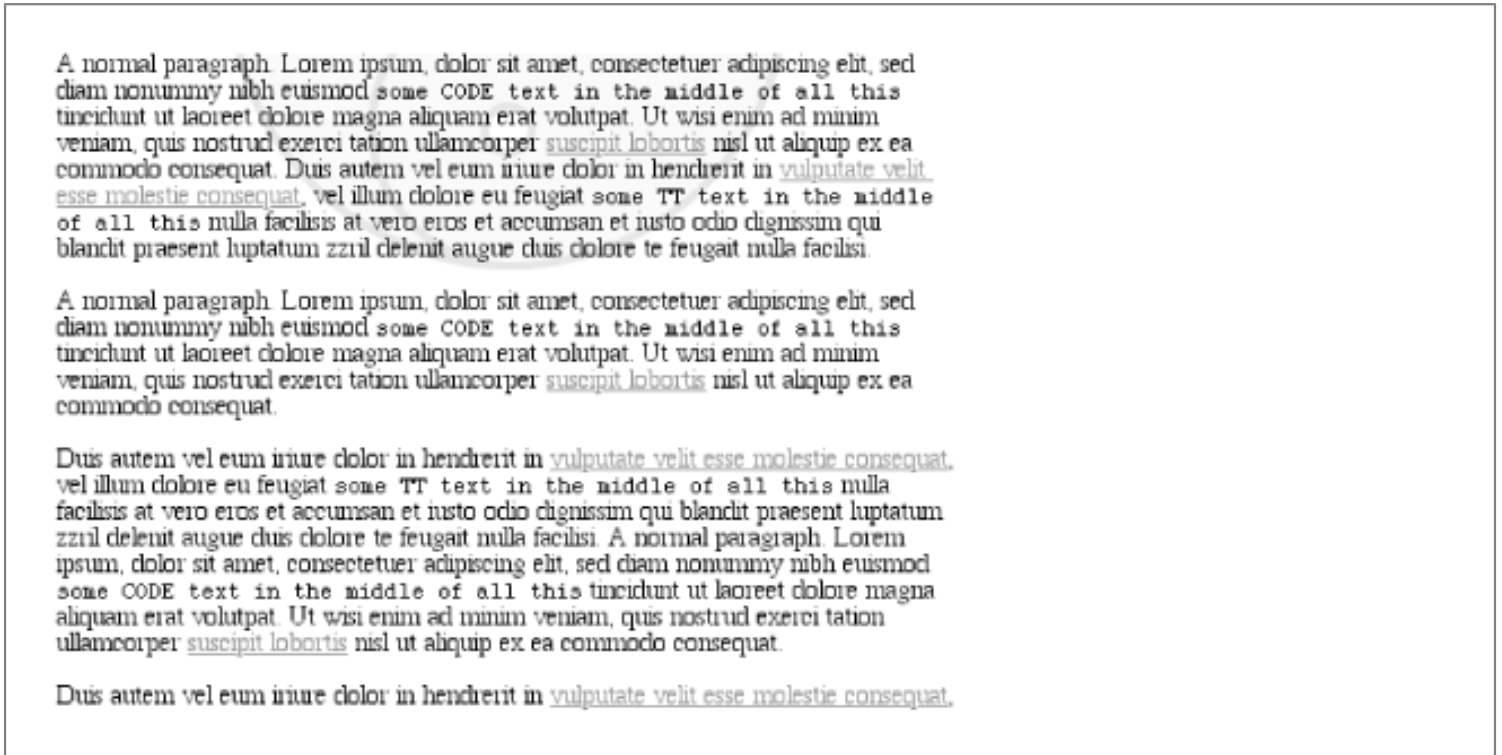 A normal paragraph. Lorem ipsum, dolor sit amet, consectetuer adipiscing elit, sed
diam nonummy nibh euismod some CODE text in the middle of all this
tincidunt ut laoreet dolore magna aliquam erat volutpat. Ut wisi enim ad minim
veniam, quis nostrud exerci tation ullamcorper suscipit lobortis nisl ut aliquip ex ea
commodo consequat. Duis autem vel eum iriure dolor in hendrerit in vulputate velit
esse molestie consequat, vel illum dolore eu feugiat some TT text in the middle
of all this nulla facilisis at vero eros et accumsan et iusto odio dignissim qui
blandit praesent luptatum zzril delenit augue duis dolore te feugait nulla facilisi.
A normal paragraph. Lorem ipsum, dolor sit amet, consectetuer adipiscing elit, sed
diam nonummy nibh euismod some CODE text in the middle of all this
tincidunt ut laoreet dolore magna aliquam erat volutpat. Ut wisi enim ad minim
veniam, quis nostrud exerci tation ullamcorper suscipit lobortis nisl ut aliquip ex ea
commodo consequat.
Duis autem vel eum iriure dolor in hendrerit in vulputate velit esse molestie consequat,
vel illum dolore eu feugiat some TT text in the middle of all this nulla
facilisis at vero eros et accumsan et iusto odio dignissim qui blandit praesent luptatum
zzril delenit augue duis dolore te feugait nulla facilisi. A normal paragraph. Lorem
ipsum, dolor sit amet, consectetuer adipiscing elit, sed diam nonummy nibh euismod
some CODE text in the middle of all this tincidunt ut laoreet dolore magna
aliquam erat volutpat. Ut wisi enim ad minim veniam, quis nostrud exerci tation
ullamcorper suscipit lobortis nisl ut aliquip ex ea commodo consequat.
Duis autem vel eum iriure dolor in hendrerit in vulputate velit esse molestie consequat,